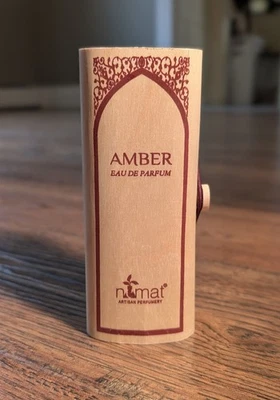 AMBER
EAU DE PARFUM
nemat®
ARTISAN PERFUMERY